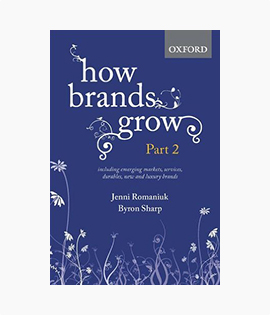 OXFORD
how
brands
grow
Part 2
including emerging markets, services,
durables, new and luxury brands
Jenni Romaniuk
Byron Sharp